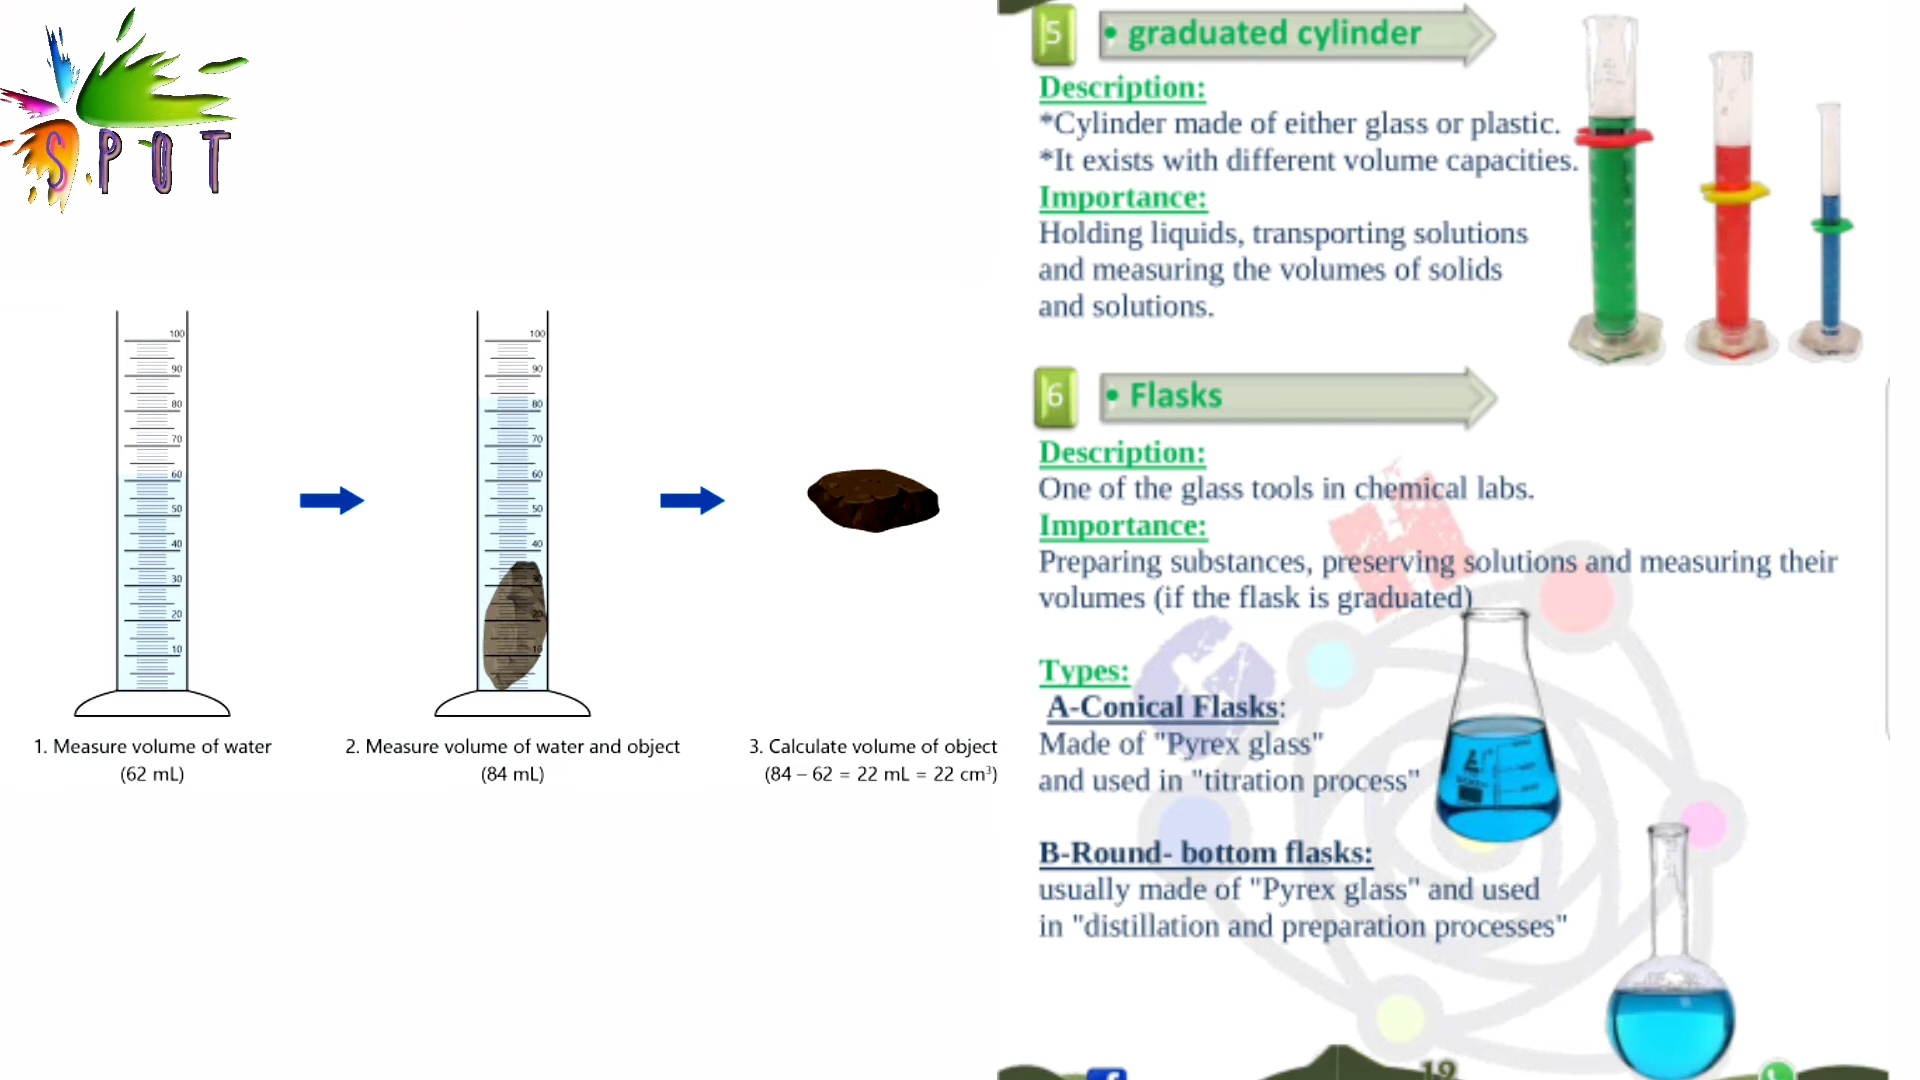 SPOT
100
90
80
70
60
50
40
30
20
10
100
90
80
70
60
50
40
30
20
10
1. Measure volume of water
(62 mL)
2. Measure volume of water and object
(84 mL)
3. Calculate volume of object
(84 – 62 = 22 mL = 22 cm³)
5
• graduated cylinder
Description:
*Cylinder made of either glass or plastic.
*It exists with different volume capacities.
Importance:
Holding liquids, transporting solutions
and measuring the volumes of solids
and solutions.
6
• Flasks
Description:
One of the glass tools in chemical labs.
Importance:
Preparing substances, preserving solutions and measuring their
volumes (if the flask is graduated)
Types:
A-Conical Flasks:
Made of "Pyrex glass"
and used in "titration process"
B-Round- bottom flasks:
usually made of "Pyrex glass" and used
in "distillation and preparation processes"
19